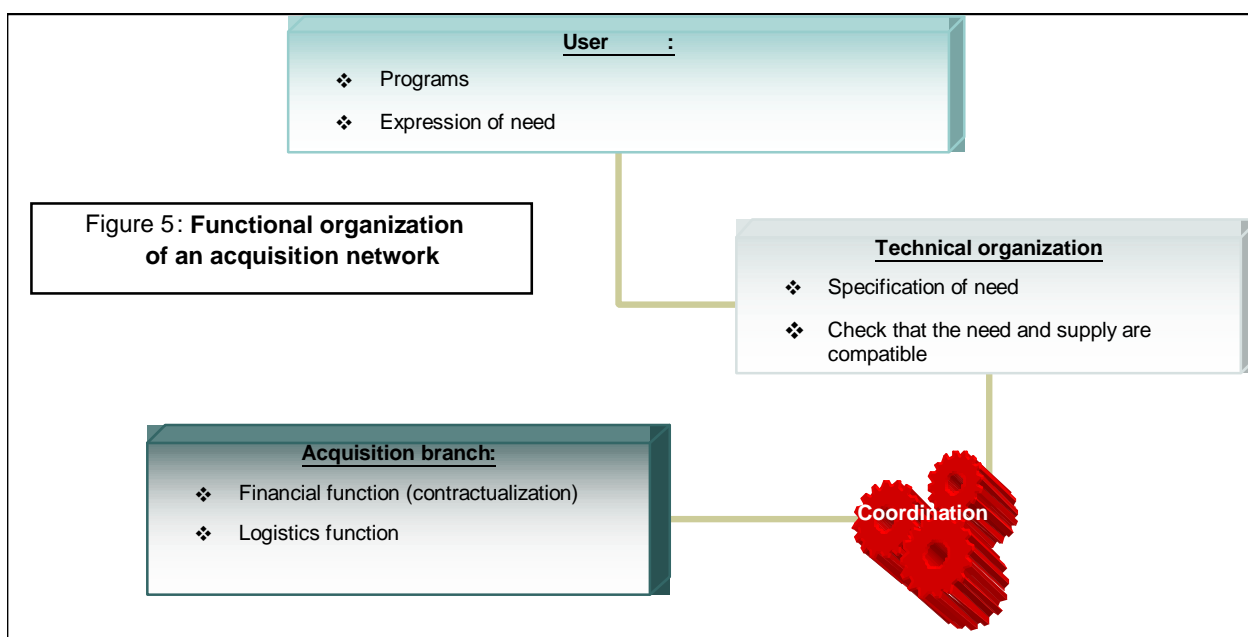 User :
❖ Programs
❖ Expression of need
Figure 5: Functional organization
of an acquisition network
Technical organization
❖ Specification of need
❖ Check that the need and supply are
compatible
Acquisition branch:
❖ Financial function (contractualization)
❖ Logistics function
Coordination